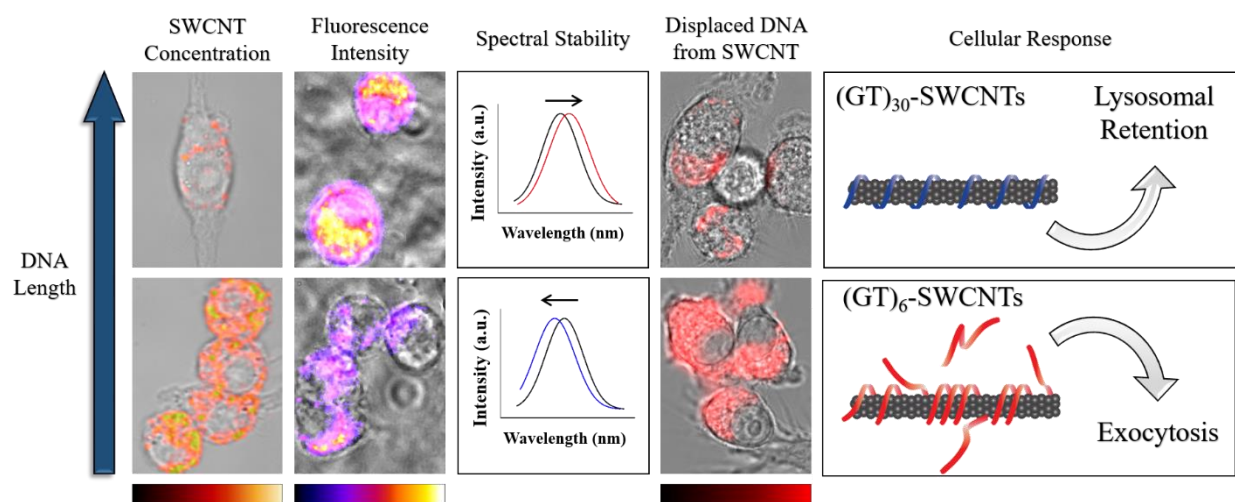 SWCNT
Concentration
Fluorescence
Intensity
Spectral Stability
Displaced DNA
from SWCNT
Cellular Response
DNA
Length
Intensity (a.u.)
Wavelength (nm)
(GT)₃₀-SWCNTs
Lysosomal
Retention
Intensity (a.u.)
Wavelength (nm)
(GT)₆-SWCNTs
Exocytosis